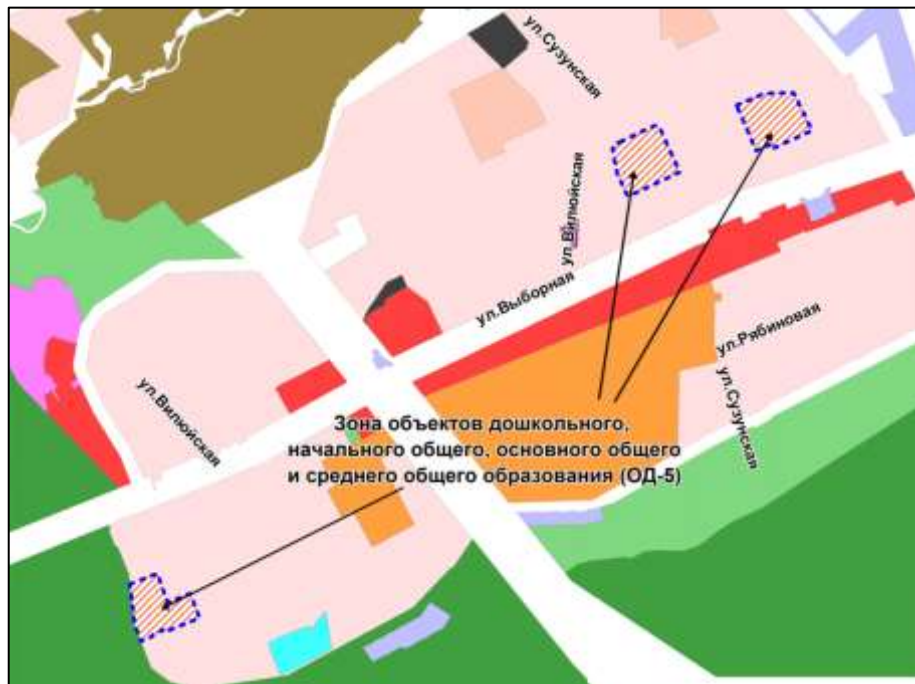 ул.Сузунская
ул.Вилюйская
ул.Выборная
ул.Рябиновая
ул.Вилюйская
ул.Сузунская
Зона объектов дошкольного,
начального общего, основного общего
и среднего общего образования (ОД-5)